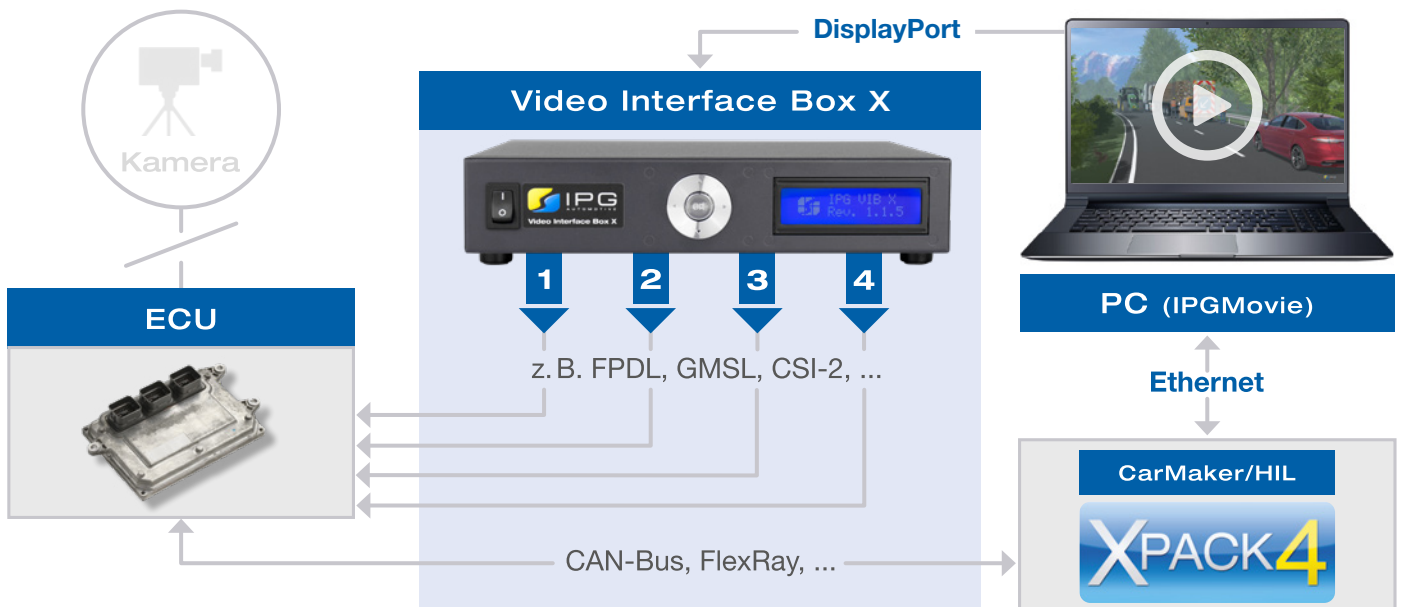 DisplayPort
Video Interface Box X
Kamera
IPG
AUTOMOTIVE
Video Interface Box X
IPG VIB X
Rev. 1.1.5
1 2 3 4
ECU
PC (IPGMovie)
z. B. FPDL, GMSL, CSI-2, ...
Ethernet
CarMaker/HIL
XPACK4
CAN-Bus, FlexRay, ...